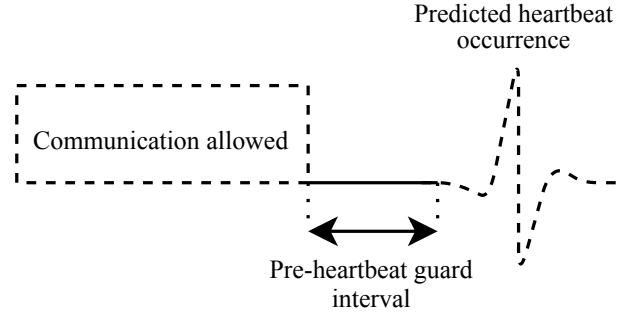 Predicted heartbeat
occurrence
Communication allowed
Pre-heartbeat guard
interval